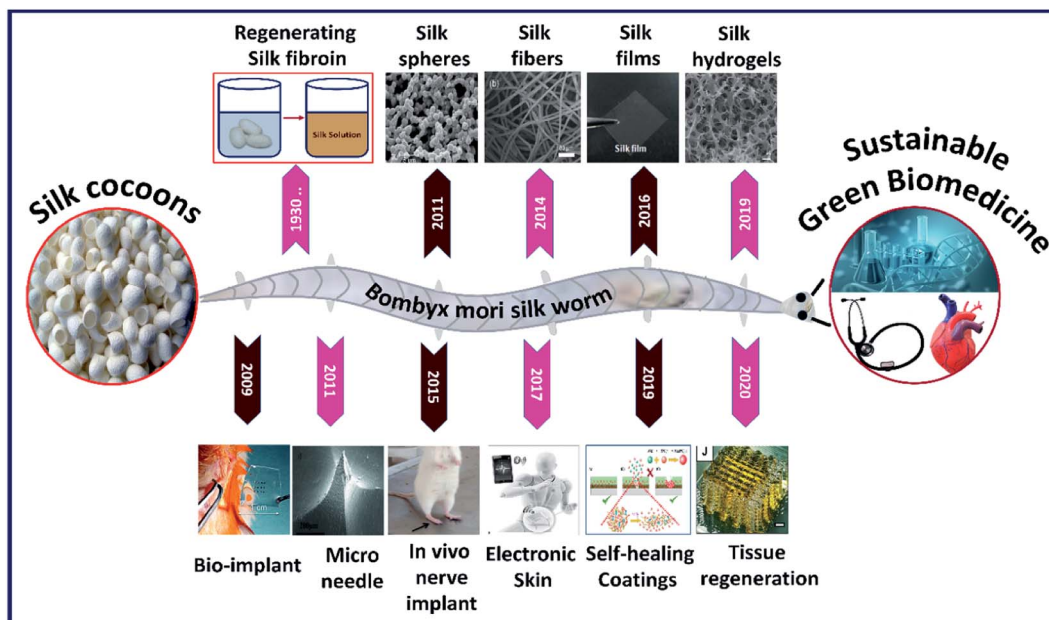 Regenerating
Silk fibroin
Silk
spheres
Silk
fibers
Silk
films
Silk
hydrogels
Silk Solution
(b)
Silk film
Silk cocoons
Sustainable
Green Biomedicine
1930 ..
2011
2014
2016
2019
Bombyx mori silk worm
2009
2011
2015
2017
2019
2020
J
Bio-implant
Micro
needle
In vivo
nerve
implant
Electronic
Skin
Self-healing
Coatings
Tissue
regeneration